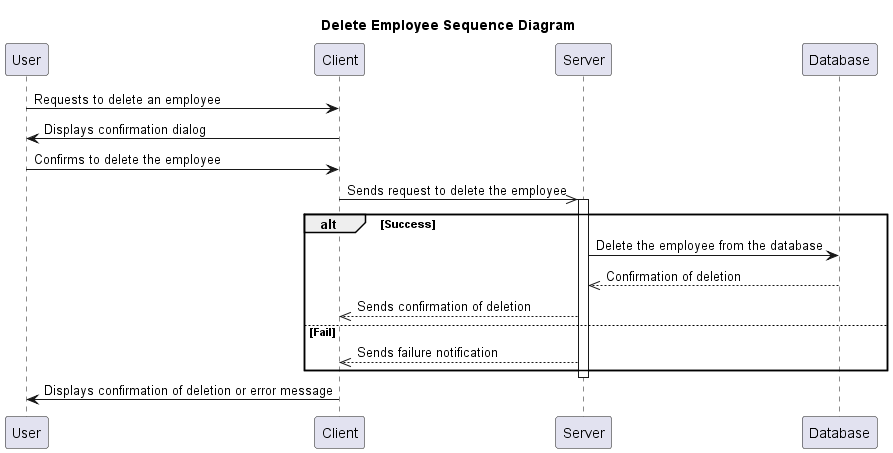 Delete Employee Sequence Diagram
User
Client
Server
Database
Requests to delete an employee
Displays confirmation dialog
Confirms to delete the employee
Sends request to delete the employee
alt
[Success]
Delete the employee from the database
Confirmation of deletion
Sends confirmation of deletion
[Fail]
Sends failure notification
Displays confirmation of deletion or error message
User
Client
Server
Database